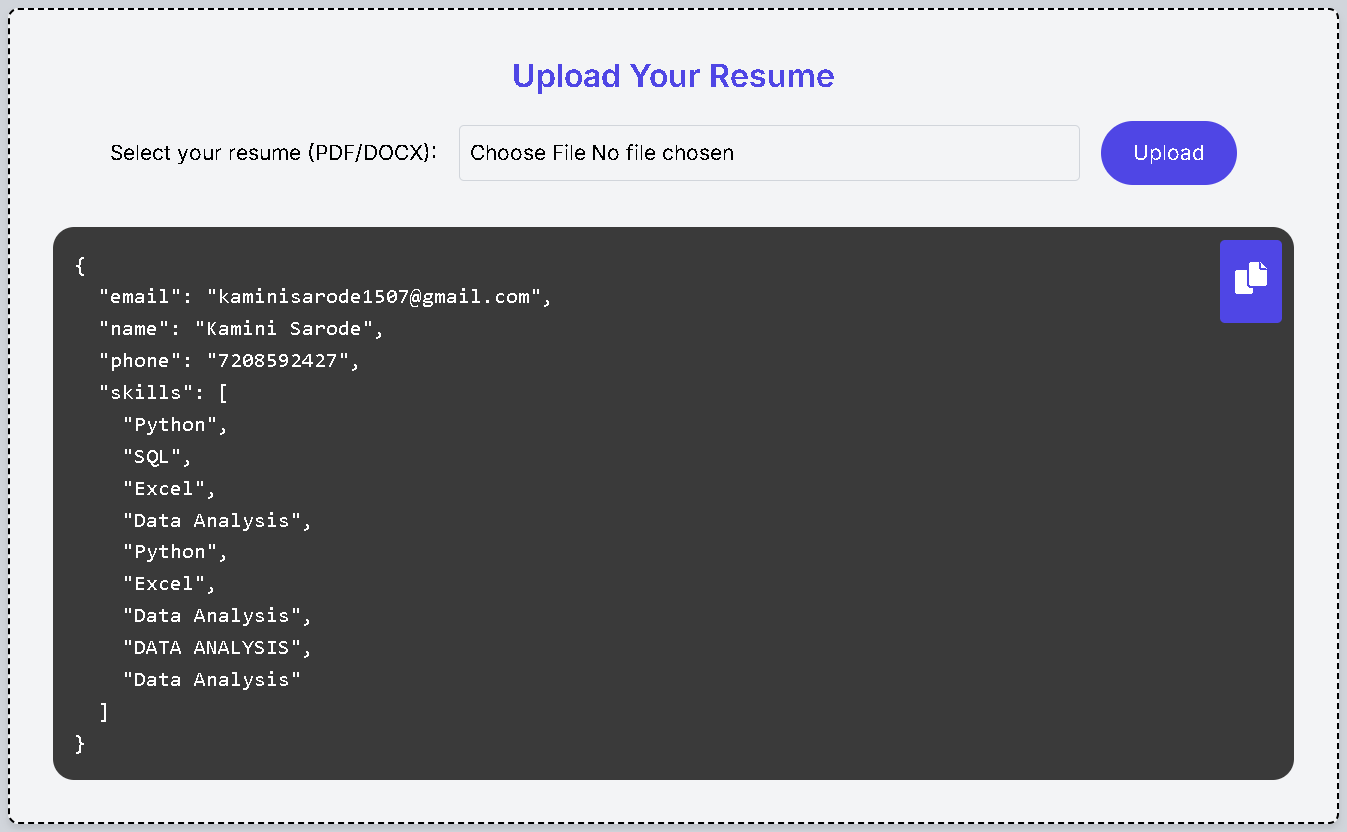 Upload Your Resume
Select your resume (PDF/DOCX): Choose File No file chosen Upload
{
  "email": "kaminisarode1507@gmail.com",
  "name": "Kamini Sarode",
  "phone": "7208592427",
  "skills": [
    "Python",
    "SQL",
    "Excel",
    "Data Analysis",
    "Python",
    "Excel",
    "Data Analysis",
    "DATA ANALYSIS",
    "Data Analysis"
  ]
}